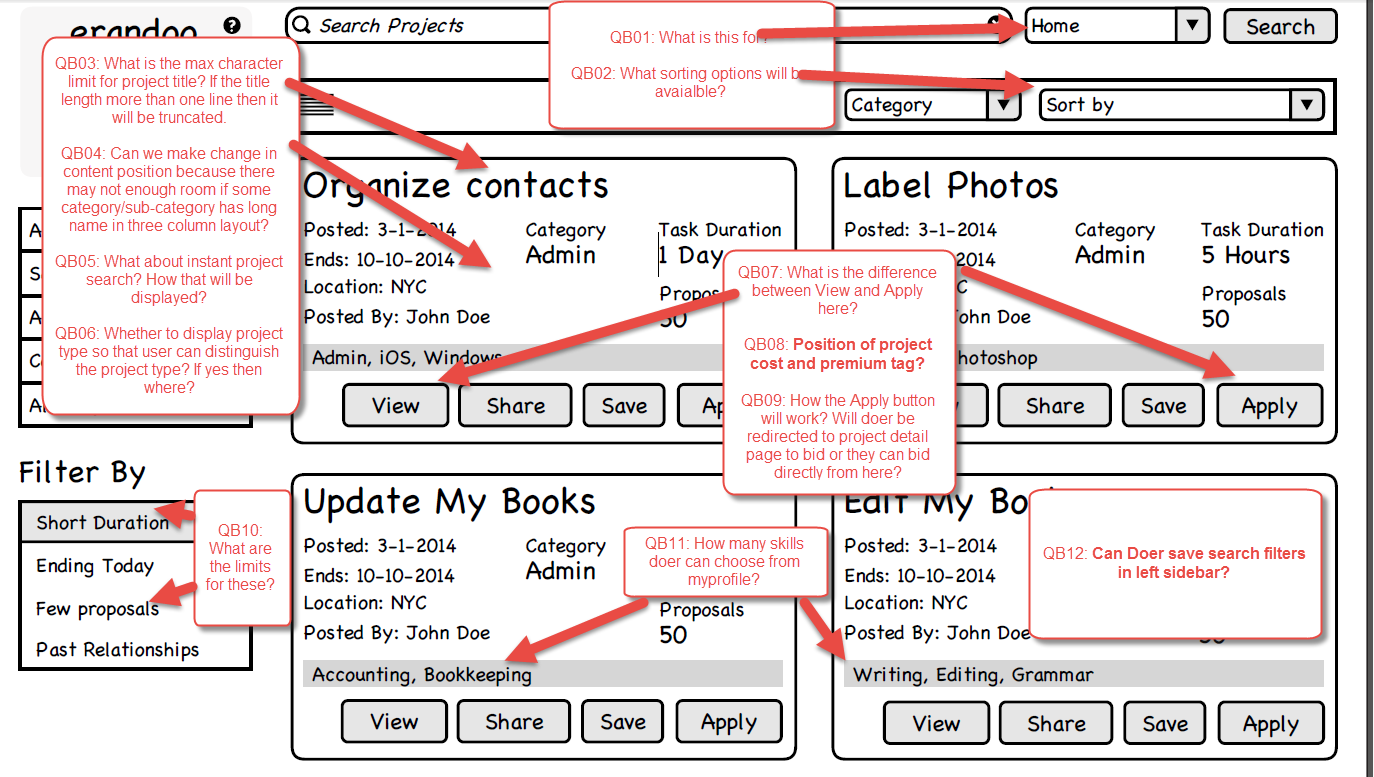 erandoo
?
Search Projects
Home
Search
QB01: What is this for?
QB02: What sorting options will be
avaialble?
Category
Sort by
QB03: What is the max character
limit for project title? If the title
length more than one line then it
will be truncated.
QB04: Can we make change in
content position because there
may not enough room if some
category/sub-category has long
name in three column layout?
QB05: What about instant project
search? How that will be
displayed?
QB06: Whether to display project
type so that user can distinguish
the project type? If yes then
where?
A
S
A
C
Organize contacts
Posted: 3-1-2014
Ends: 10-10-2014
Location: NYC
Posted By: John Doe
Category
Admin
Task Duration
1 Day
Propos
50
Admin, iOS, Windows
View
Share
Save
Ap
Label Photos
Posted: 3-1-2014
2014
C
ohn Doe
Category
Admin
Task Duration
5 Hours
Proposals
50
hotoshop
Share
Save
Apply
QB07: What is the difference
between View and Apply
here?
QB08: Position of project
cost and premium tag?
QB09: How the Apply button
will work? Will doer be
redirected to project detail
page to bid or they can bid
directly from here?
Filter By
Short Duration
Ending Today
Few proposals
Past Relationships
QB10:
What are
the limits
for these?
Update My Books
Posted: 3-1-2014
Ends: 10-10-2014
Location: NYC
Posted By: John Doe
Category
Admin
Proposals
50
Accounting, Bookkeeping
View
Share
Save
Apply
QB11: How many skills
doer can choose from
myprofile?
Edit My Bo
Posted: 3-1-2014
Ends: 10-10-2014
Location: NYC
Posted By: John Doe
Writing, Editing, Grammar
View
Share
Save
Apply
QB12: Can Doer save search filters
in left sidebar?